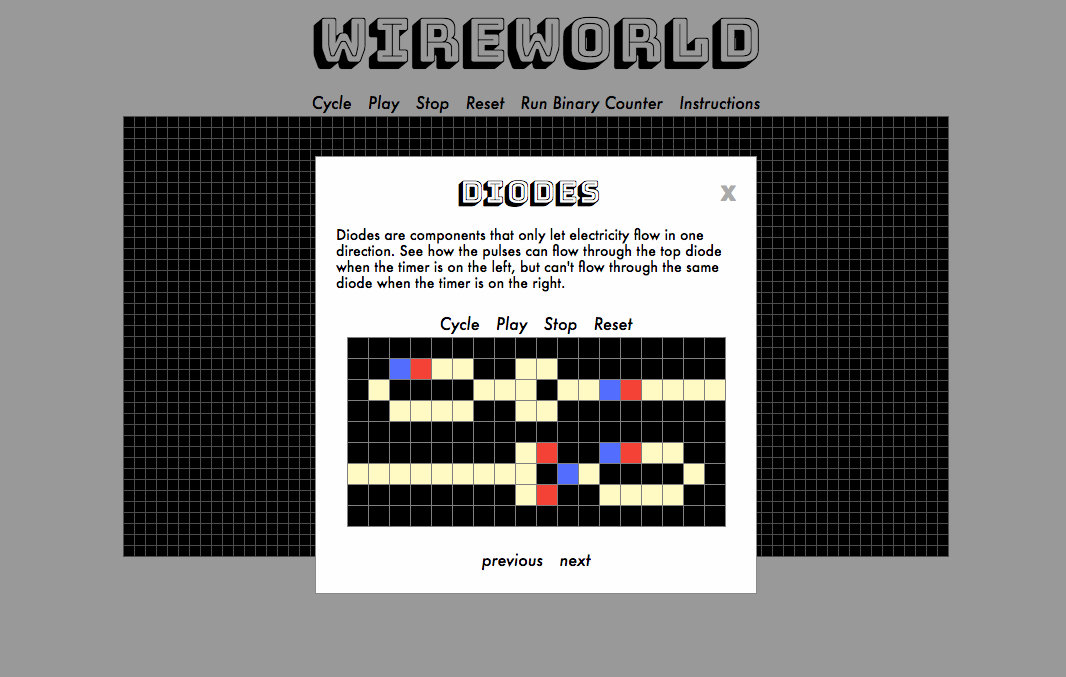 WIREWORLD
Cycle Play Stop Reset Run Binary Counter Instructions
DIODES
X
Diodes are components that only let electricity flow in one
direction. See how the pulses can flow through the top diode
when the timer is on the left, but can't flow through the same
diode when the timer is on the right.
Cycle Play Stop Reset
previous next